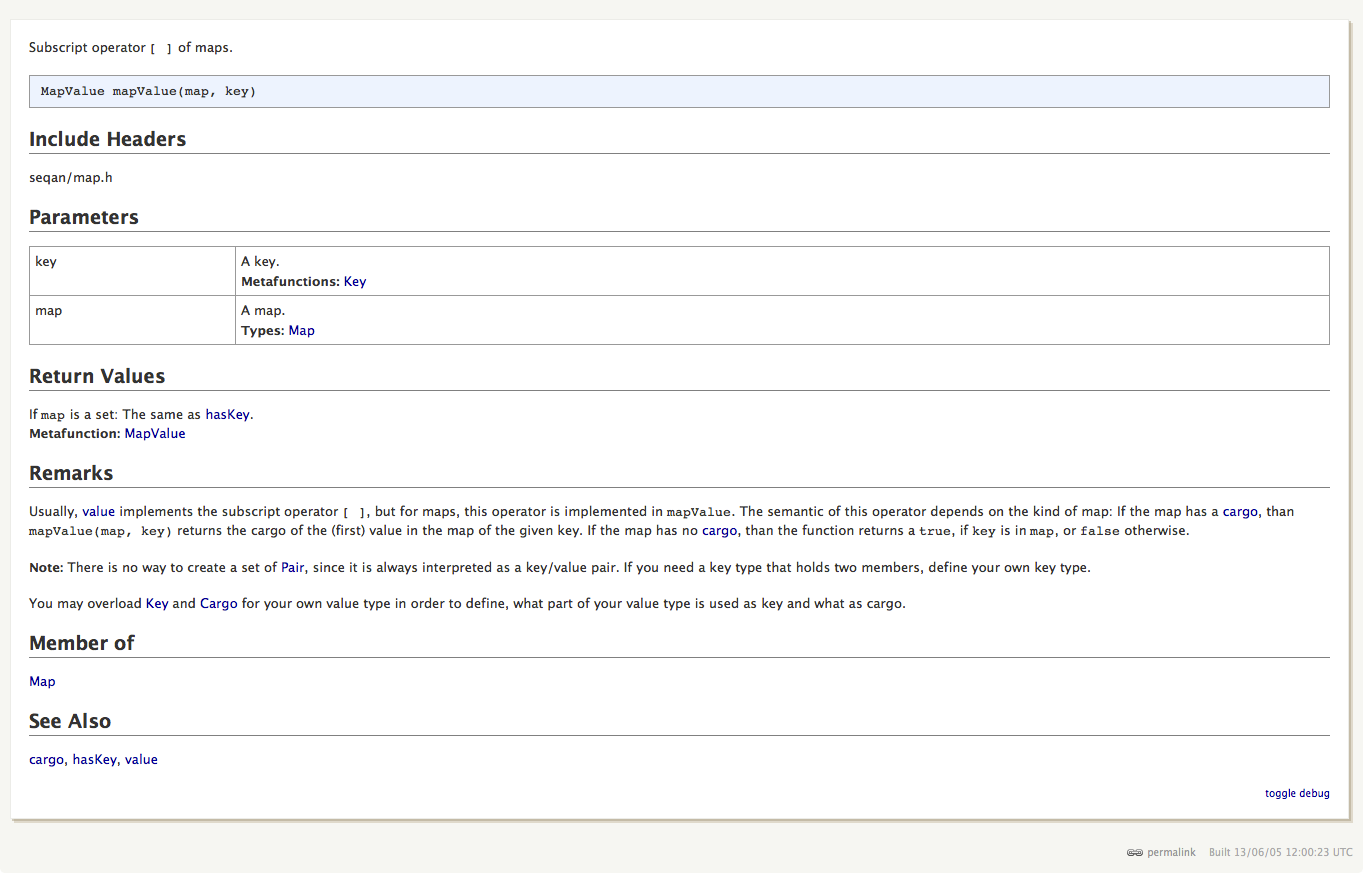 Subscript operator [ ] of maps.
MapValue mapValue(map, key)
Include Headers
seqan/map.h
Parameters
key
A key.
Metafunctions: Key
map
A map.
Types: Map
Return Values
If map is a set: The same as hasKey.
Metafunction: MapValue
Remarks
Usually, value implements the subscript operator [ ], but for maps, this operator is implemented in mapValue. The semantic of this operator depends on the kind of map: If the map has a cargo, than
mapValue(map, key) returns the cargo of the (first) value in the map of the given key. If the map has no cargo, than the function returns a true, if key is in map, or false otherwise.
Note: There is no way to create a set of Pair, since it is always interpreted as a key/value pair. If you need a key type that holds two members, define your own key type.
You may overload Key and Cargo for your own value type in order to define, what part of your value type is used as key and what as cargo.
Member of
Map
See Also
cargo, hasKey, value
toggle debug
permalink Built 13/06/05 12:00:23 UTC